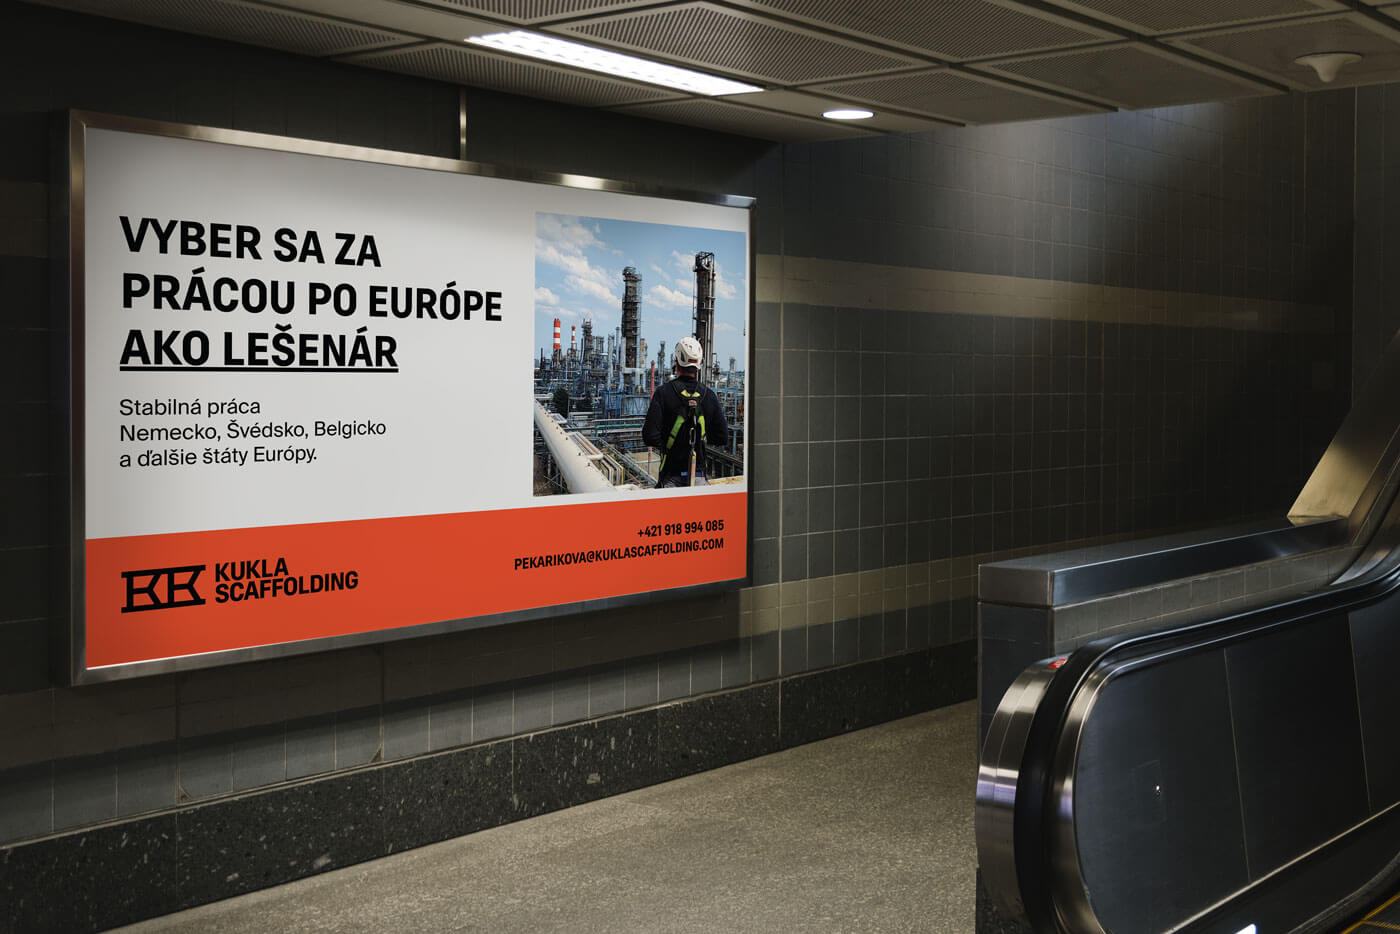 VYBER SA ZA
PRÁCOU PO EURÓPE
AKO LEŠENÁR
Stabilná práca
Nemecko, Švédsko, Belgicko
a ďalšie štáty Európy.
KUKLA
SCAFFOLDING
+421 918 994 085
PEKARIKOVA@KUKLASCAFFOLDING.COM